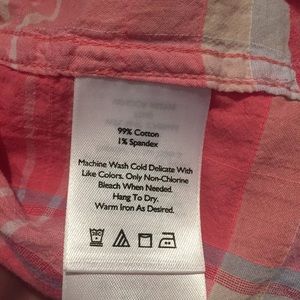 99% Cotton
1% Spandex
Machine Wash Cold Delicate With
Like Colors. Only Non-Chlorine
Bleach When Needed.
Hang To Dry.
Warm Iron As Desired.